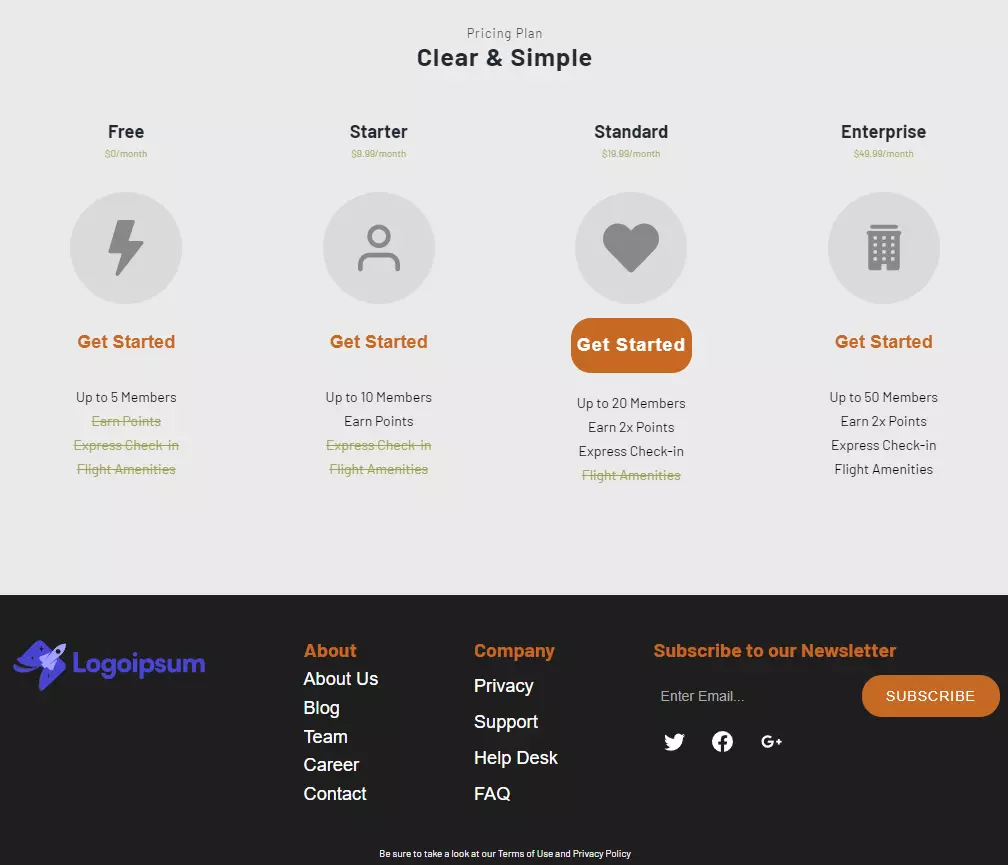 Pricing Plan
Clear & Simple
Free
$0/month
Get Started
Up to 5 Members
Earn Points
Express Check-in
Flight Amenities
Starter
$9.99/month
Get Started
Up to 10 Members
Earn Points
Express Check-in
Flight Amenities
Standard
$19.99/month
Get Started
Up to 20 Members
Earn 2x Points
Express Check-in
Flight Amenities
Enterprise
$49.99/month
Get Started
Up to 50 Members
Earn 2x Points
Express Check-in
Flight Amenities
Logoipsum
About
About Us
Blog
Team
Career
Contact
Company
Privacy
Support
Help Desk
FAQ
Subscribe to our Newsletter
Enter Email...
SUBSCRIBE
G+
Be sure to take a look at our Terms of Use and Privacy Policy